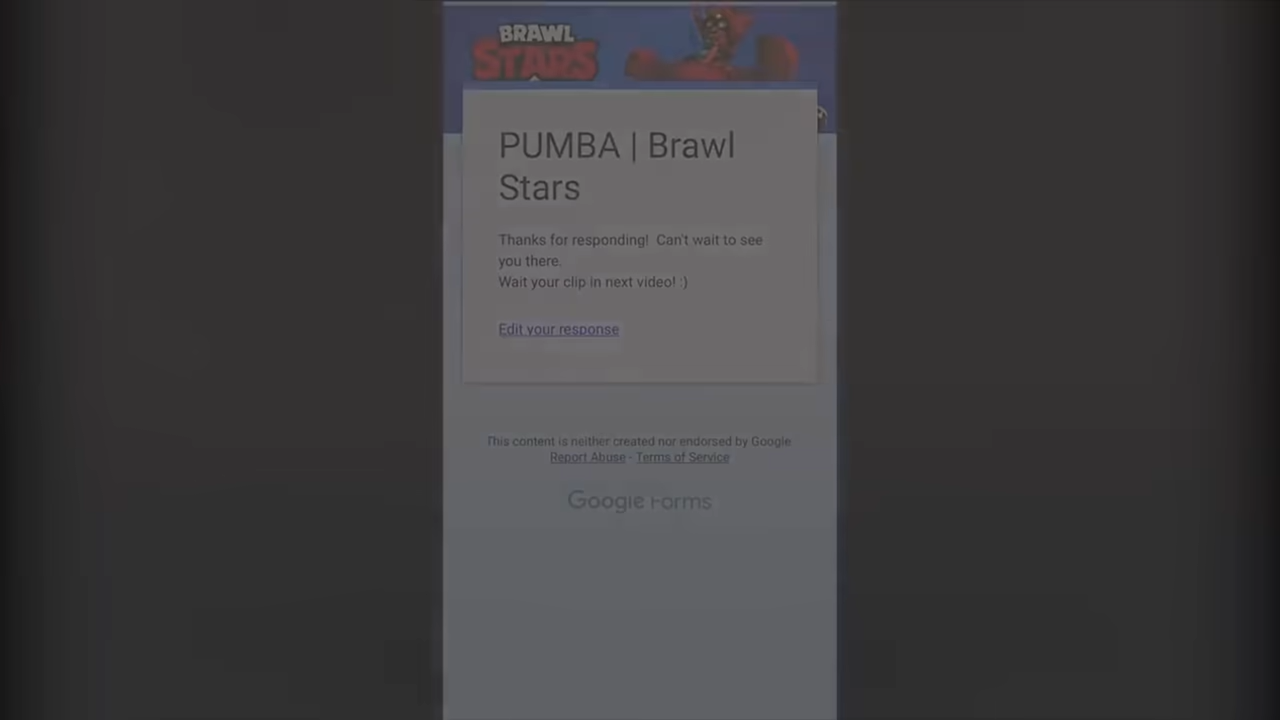 BRAWL
STARS
PUMBA | Brawl
Stars
Thanks for responding! Can't wait to see
you there.
Wait your clip in next video! :)
Edit your response
This content is neither created nor endorsed by Google
Report Abuse - Terms of Service
Google Forms